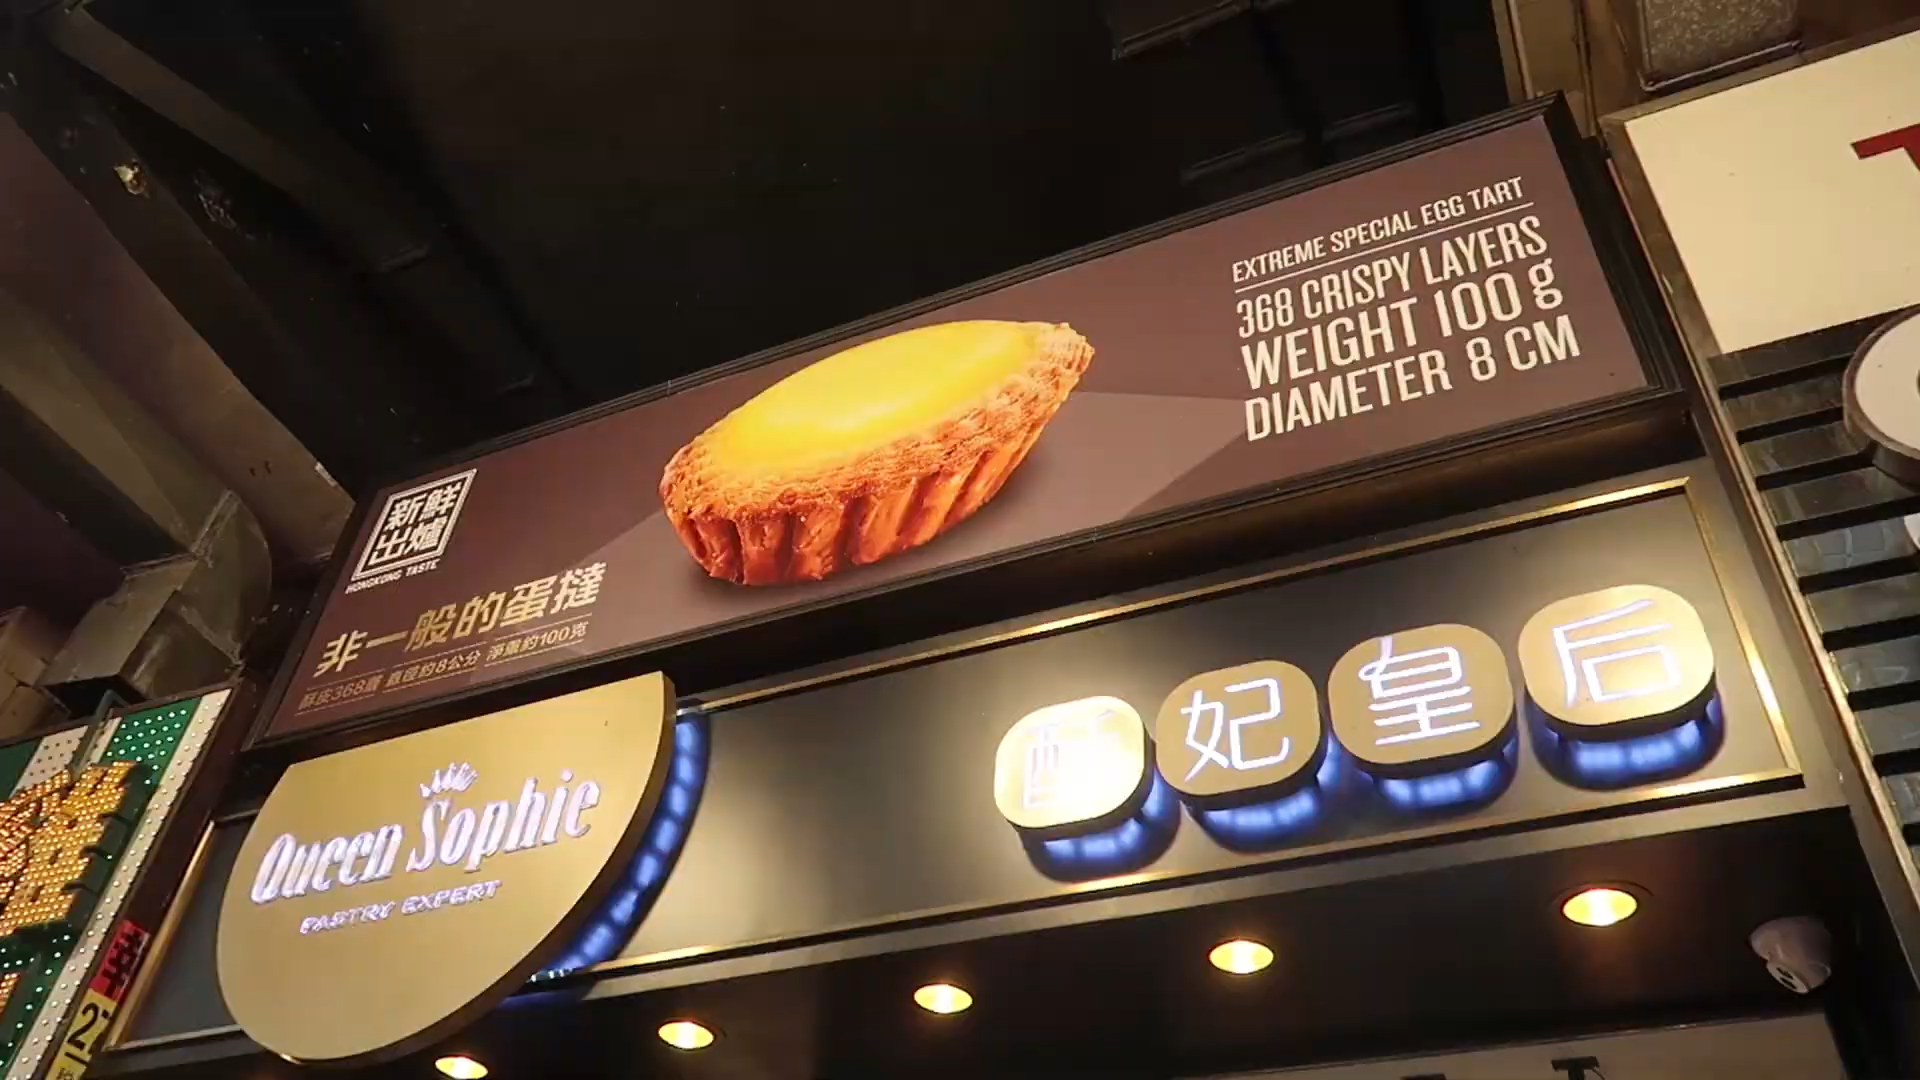 EXTREME SPECIAL EGG TART
368 CRISPY LAYERS
WEIGHT 100 g
DIAMETER 8 CM
新鮮
出爐
HONGKONG TASTE
非一般的蛋撻
酥皮368層 直徑約8公分 淨重約100克
Queen Sophie
PASTRY EXPERT
酥妃皇后